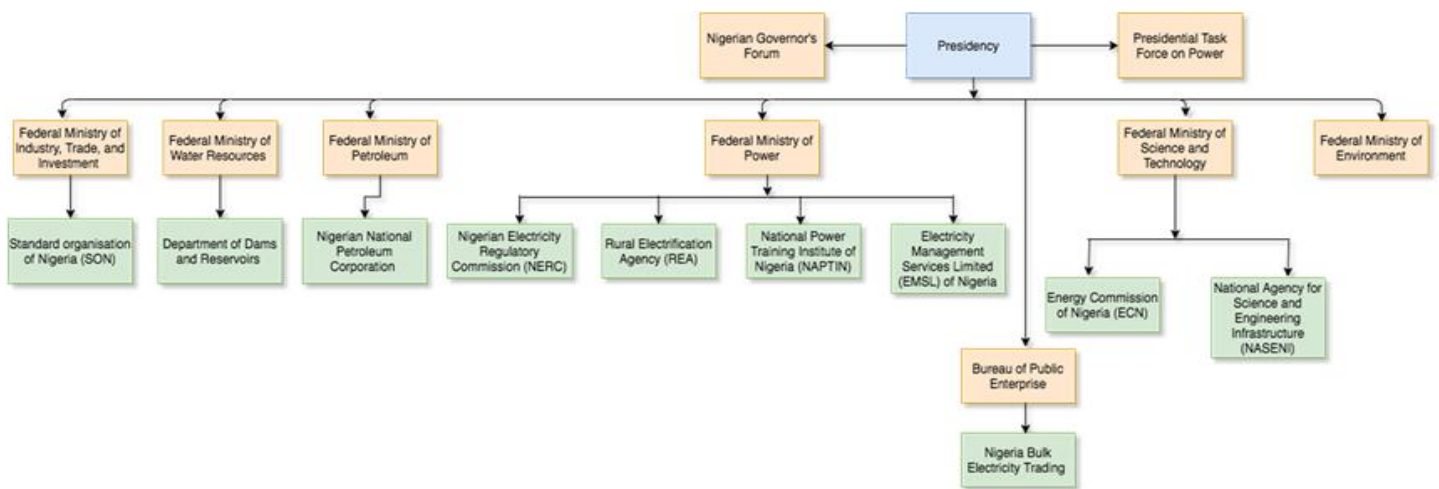 Nigerian Governor's
Forum
Presidency
Presidential Task
Force on Power
Federal Ministry of
Industry, Trade, and
Investment
Federal Ministry of
Water Resources
Federal Ministry of
Petroleum
Federal Ministry of
Power
Federal Ministry of
Science and
Technology
Federal Ministry of
Environment
Standard organisation
of Nigeria (SON)
Department of Dams
and Reservoirs
Nigerian National
Petroleum
Corporation
Nigerian Electricity
Regulatory
Commission (NERC)
Rural Electrification
Agency (REA)
National Power
Training Institute of
Nigeria (NAPTIN)
Electricity
Management
Services Limited
(EMSL) of Nigeria
Energy Commission
of Nigeria (ECN)
National Agency for
Science and
Engineering
Infrastructure
(NASENI)
Bureau of Public
Enterprise
Nigeria Bulk
Electricity Trading